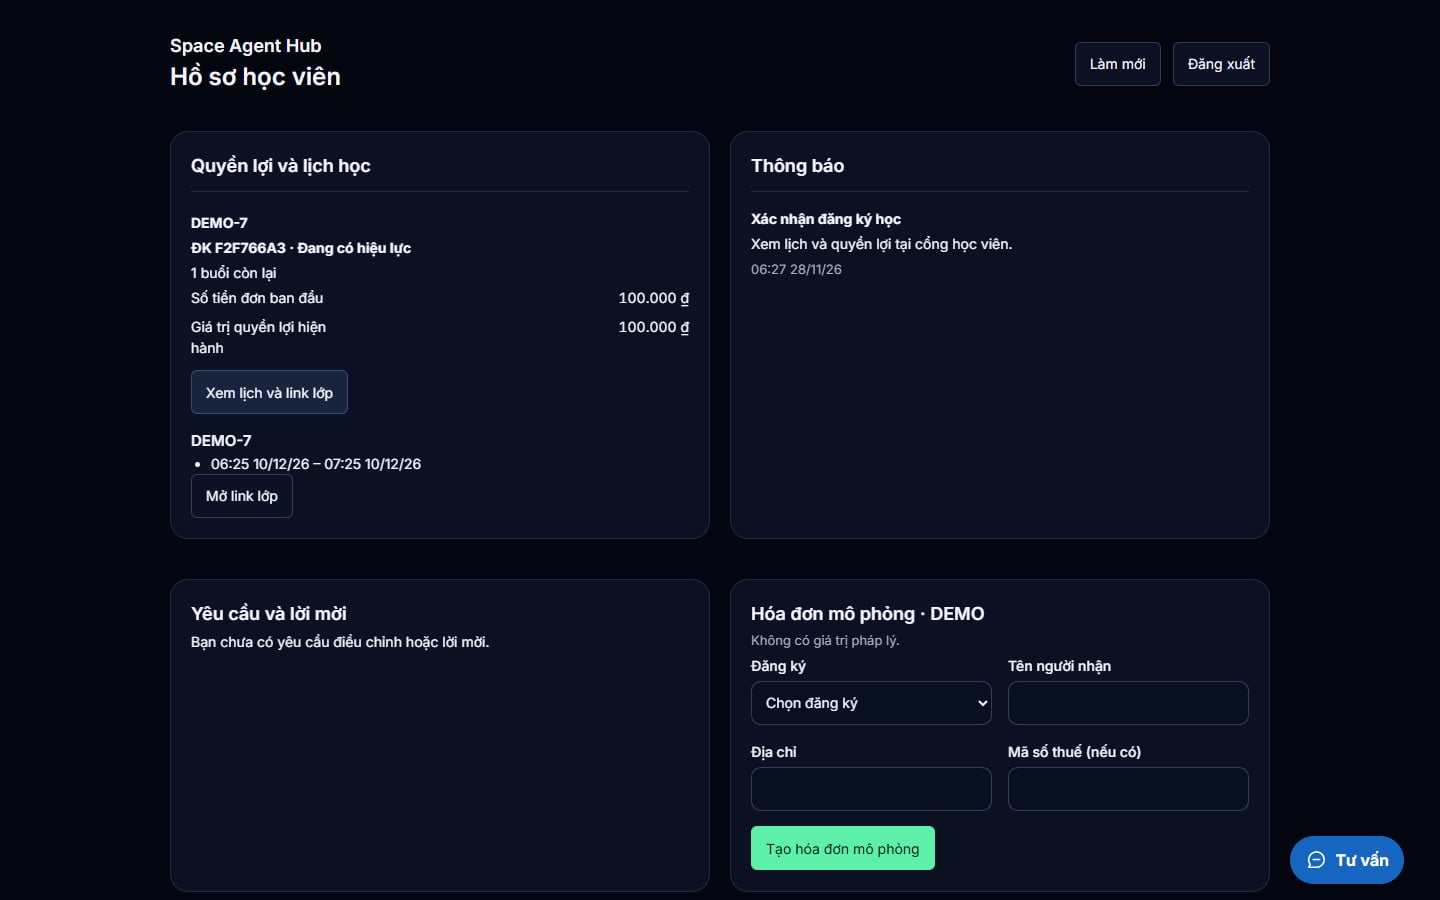 Space Agent Hub
Hồ sơ học viên
Làm mới
Đăng xuất
Quyền lợi và lịch học
DEMO-7
ĐK F2F766A3 · Đang có hiệu lực
1 buổi còn lại
Số tiền đơn ban đầu 100.000 ₫
Giá trị quyền lợi hiện hành 100.000 ₫
Xem lịch và link lớp
DEMO-7
• 06:25 10/12/26 – 07:25 10/12/26
Mở link lớp
Thông báo
Xác nhận đăng ký học
Xem lịch và quyền lợi tại cổng học viên.
06:27 28/11/26
Yêu cầu và lời mời
Bạn chưa có yêu cầu điều chỉnh hoặc lời mời.
Hóa đơn mô phỏng · DEMO
Không có giá trị pháp lý.
Đăng ký
Chọn đăng ký
Tên người nhận
Địa chỉ
Mã số thuế (nếu có)
Tạo hóa đơn mô phỏng
Tư vấn